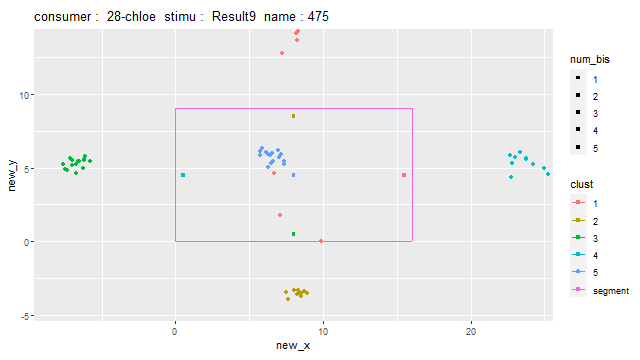 consumer :  28-chloe  stimu :  Result9  name : 475
num_bis
1
2
3
4
5
clust
1
2
3
4
5
segment
new_y
10
5
0
-5
0
10
20
new_x